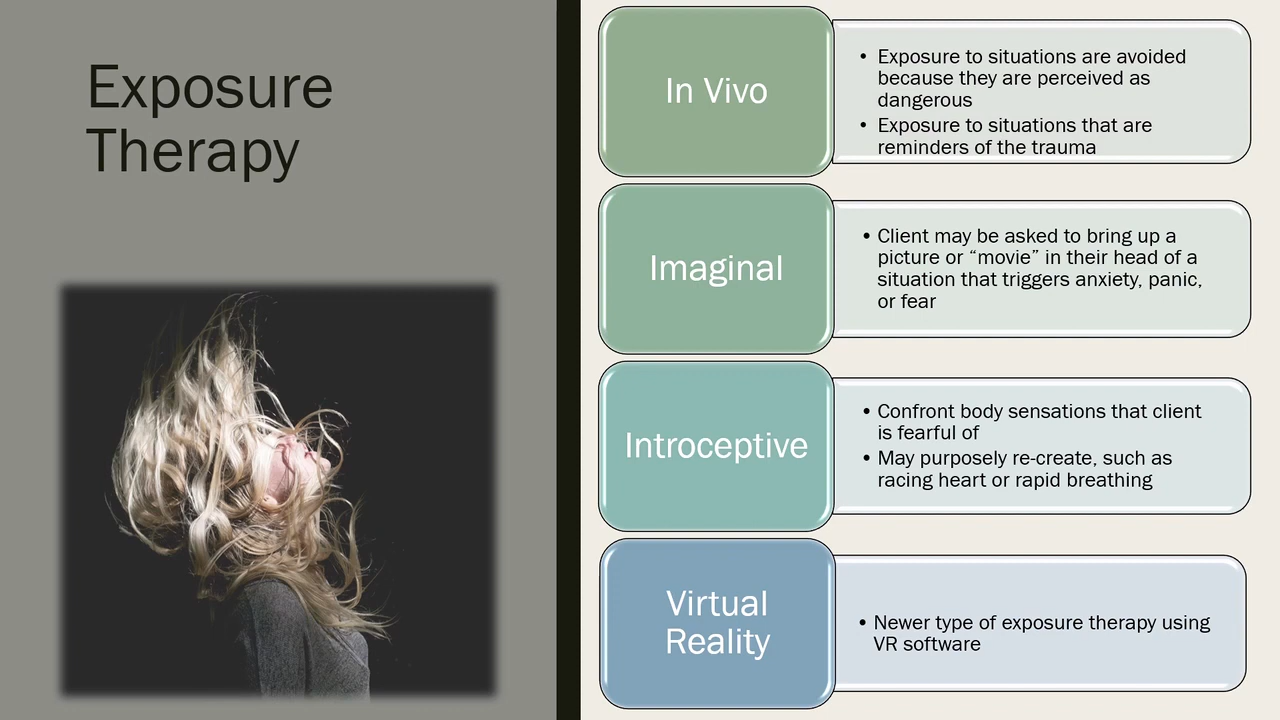 Exposure
Therapy
In Vivo
• Exposure to situations are avoided
because they are perceived as
dangerous
• Exposure to situations that are
reminders of the trauma
Imaginal
• Client may be asked to bring up a
picture or “movie” in their head of a
situation that triggers anxiety, panic,
or fear
Introceptive
• Confront body sensations that client
is fearful of
• May purposely re-create, such as
racing heart or rapid breathing
Virtual
Reality
• Newer type of exposure therapy using
VR software